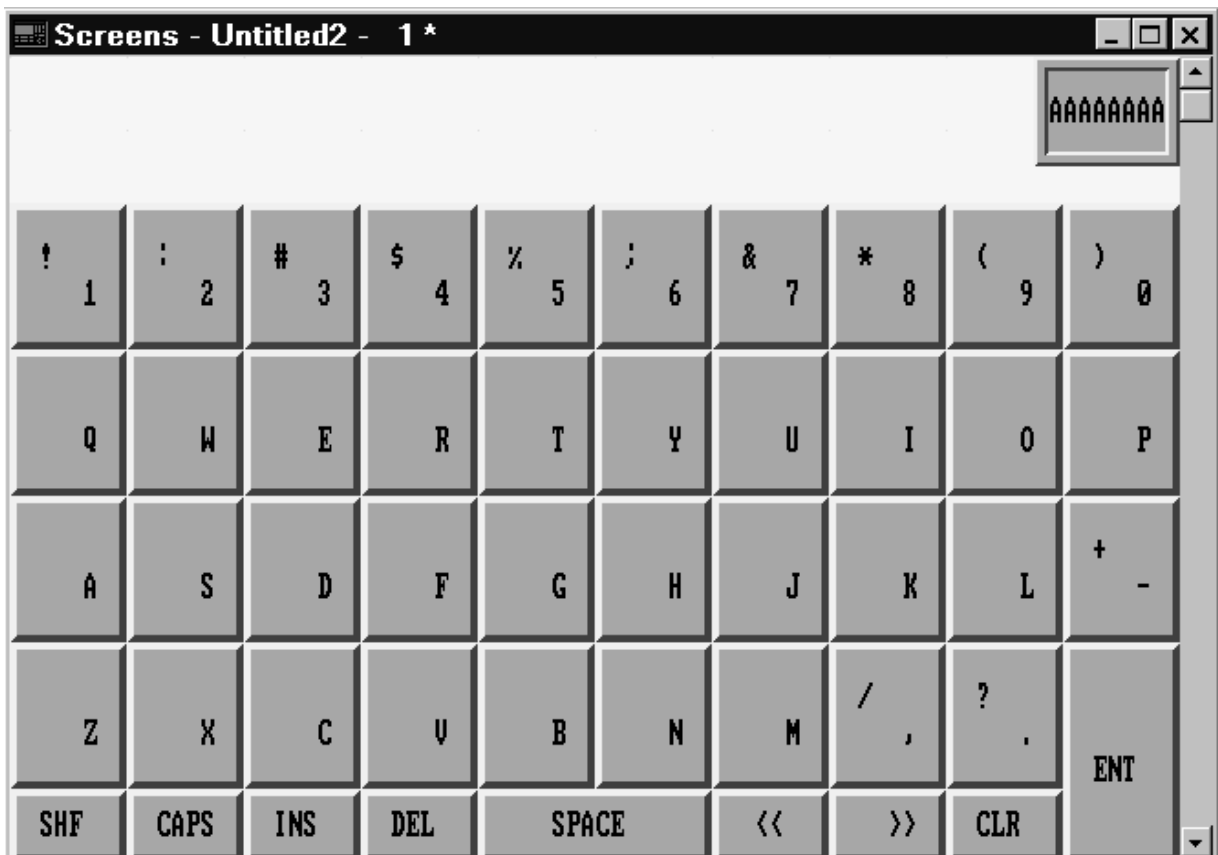 Screens - Untitled2 - 1 *
AAAAAAAA
! : # $ % ; & * ( )
1 2 3 4 5 6 7 8 9 0
Q W E R T Y U I O P
+
A S D F G H J K L -
/ ?
Z X C V B N M , .
ENT
SHF CAPS INS DEL SPACE << >> CLR